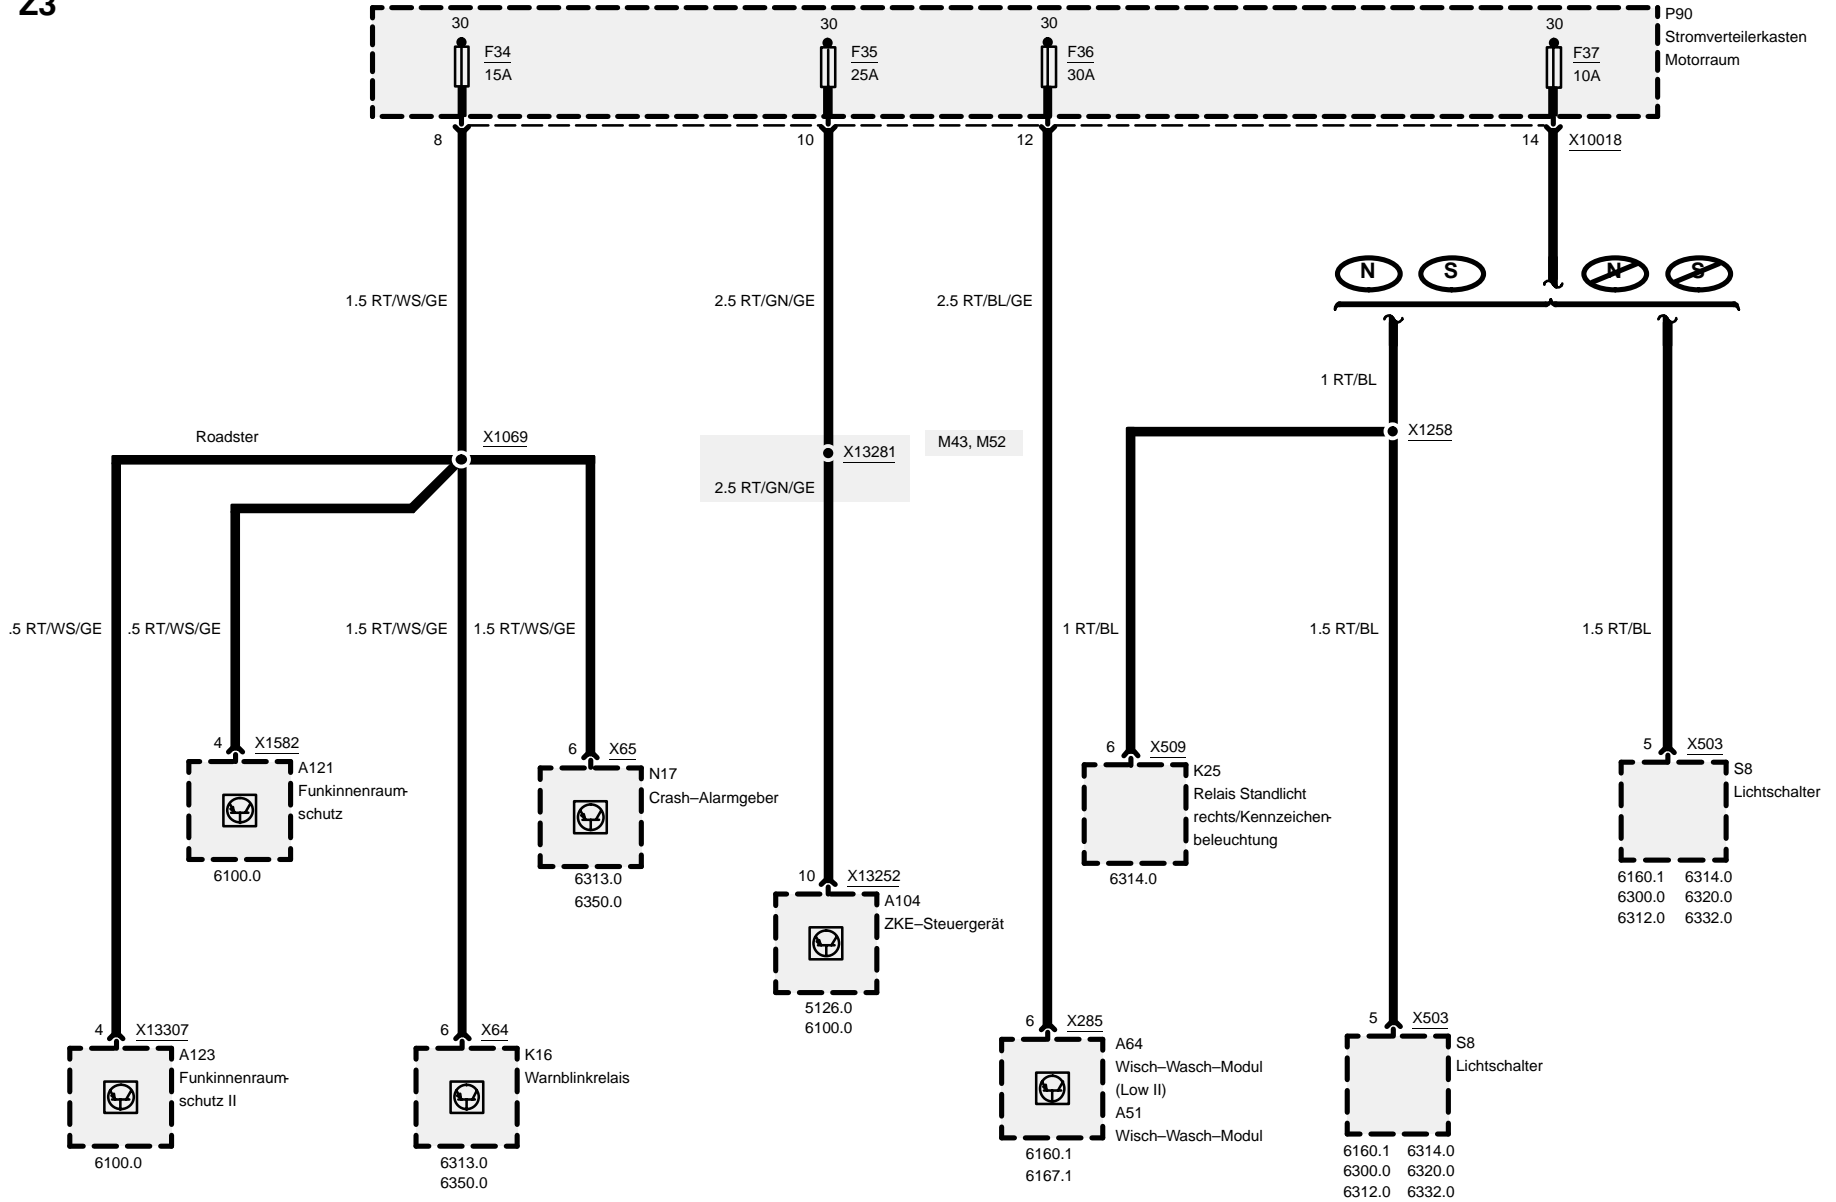 Z3
P90
Stromverteilerkasten
Motorraum
30
F34
15A
30
F35
25A
30
F36
30A
30
F37
10A
8
10
12
14
X10018
N
S
N
S
1.5 RT/WS/GE
2.5 RT/GN/GE
2.5 RT/BL/GE
1 RT/BL
Roadster
X1069
X13281
M43, M52
X1258
2.5 RT/GN/GE
.5 RT/WS/GE
.5 RT/WS/GE
1.5 RT/WS/GE
1.5 RT/WS/GE
1 RT/BL
1.5 RT/BL
1.5 RT/BL
4
X1582
A121
Funkinnenraum-
schutz
6100.0
6
X65
N17
Crash–Alarmgeber
6313.0
6350.0
6
X509
K25
Relais Standlicht
rechts/Kennzeichen-
beleuchtung
6314.0
5
X503
S8
Lichtschalter
6160.1 6314.0
6300.0 6320.0
6312.0 6332.0
10
X13252
A104
ZKE–Steuergerät
5126.0
6100.0
4
X13307
A123
Funkinnenraum-
schutz II
6100.0
6
X64
K16
Warnblinkrelais
6313.0
6350.0
6
X285
A64
Wisch–Wasch–Modul
(Low II)
A51
Wisch–Wasch–Modul
6160.1
6167.1
5
X503
S8
Lichtschalter
6160.1 6314.0
6300.0 6320.0
6312.0 6332.0